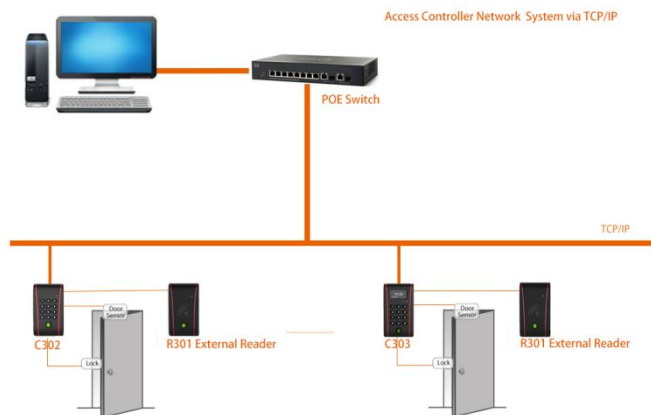 Access Controller Network System via TCP/IP
POE Switch
TCP/IP
Door
Sensor
Door
Sensor
C302
R301 External Reader
C303
R301 External Reader
Lock
Lock